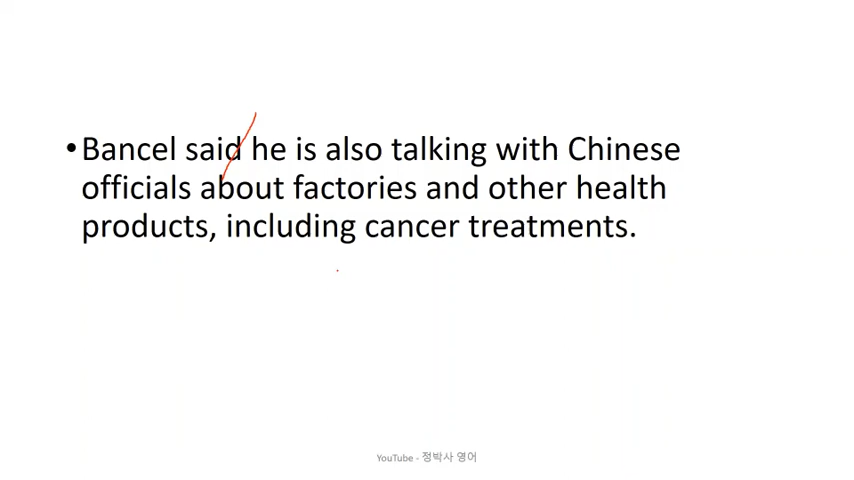 •Bancel said he is also talking with Chinese
officials about factories and other health
products, including cancer treatments.
YouTube - 정박사 영어